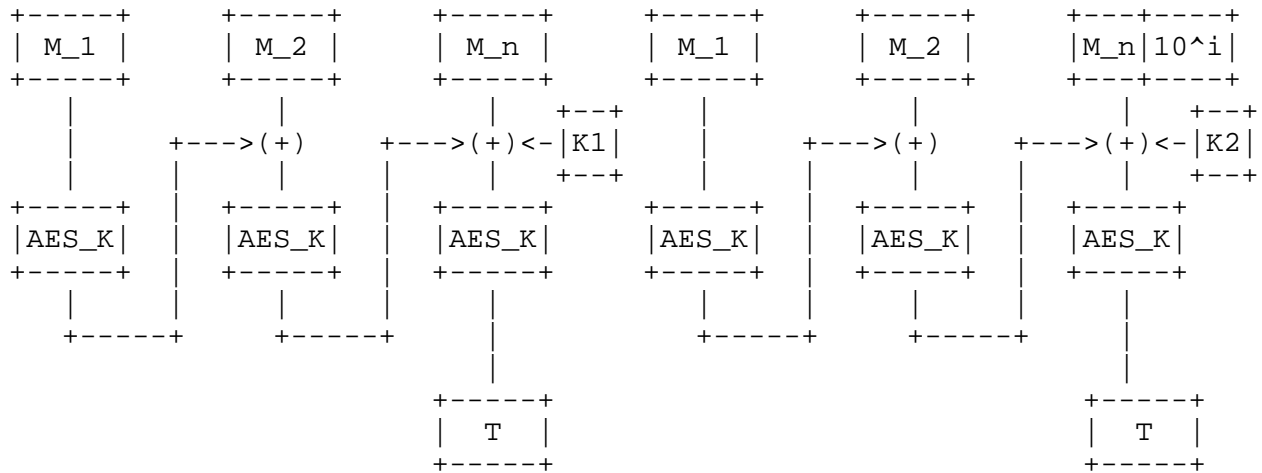 +-----+     +-----+     +-----+     +-----+     +-----+     +---+----+
| M_1 |     | M_2 |     | M_n |     | M_1 |     | M_2 |     |M_n|10^i|
+-----+     +-----+     +-----+     +-----+     +-----+     +---+----+
   |           |           |   +--+    |           |           |   +--+
   |     +--->(+)    +--->(+)<-|K1|    |     +--->(+)    +--->(+)<-|K2|
   |     |     |     |     |   +--+    |     |     |     |     |   +--+
+-----+  |  +-----+  |  +-----+     +-----+  |  +-----+  |  +-----+
|AES_K|  |  |AES_K|  |  |AES_K|     |AES_K|  |  |AES_K|  |  |AES_K|
+-----+  |  +-----+  |  +-----+     +-----+  |  +-----+  |  +-----+
   |     |     |     |     |           |     |     |     |     |
   +-----+     +-----+     |           +-----+     +-----+     |
                           |                                   |
                        +-----+                              +-----+
                        |  T  |                              |  T  |
                        +-----+                              +-----+